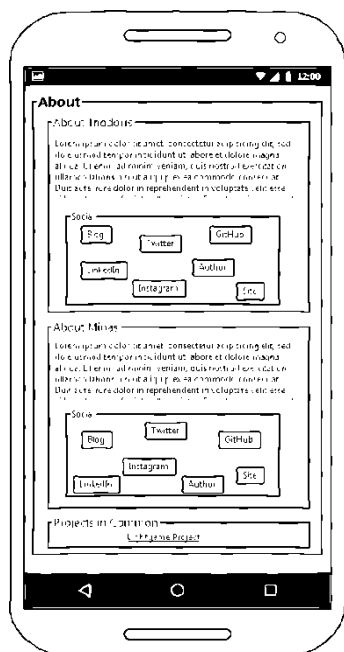 12:00
About
About Thodoris
Lorem ipsum dolor sit amet, consectetur adipisicing elit, sed
do eiusmod tempor incididunt ut labore et dolore magna
aliqua. Ut enim ad minim veniam, quis nostrud exercitation
ullamco laboris nisi ut aliquip ex ea commodo consequat.
Duis aute irure dolor in reprehenderit in voluptate velit esse
Social
Blog
Twitter
GitHub
LinkedIn
Author
Instagram
Site
About Minas
Lorem ipsum dolor sit amet, consectetur adipisicing elit, sed
do eiusmod tempor incididunt ut labore et dolore magna
aliqua. Ut enim ad minim veniam, quis nostrud exercitation
ullamco laboris nisi ut aliquip ex ea commodo consequat.
Duis aute irure dolor in reprehenderit in voluptate velit esse
Social
Blog
Twitter
GitHub
Instagram
LinkedIn
Author
Site
Projects in Common
Project